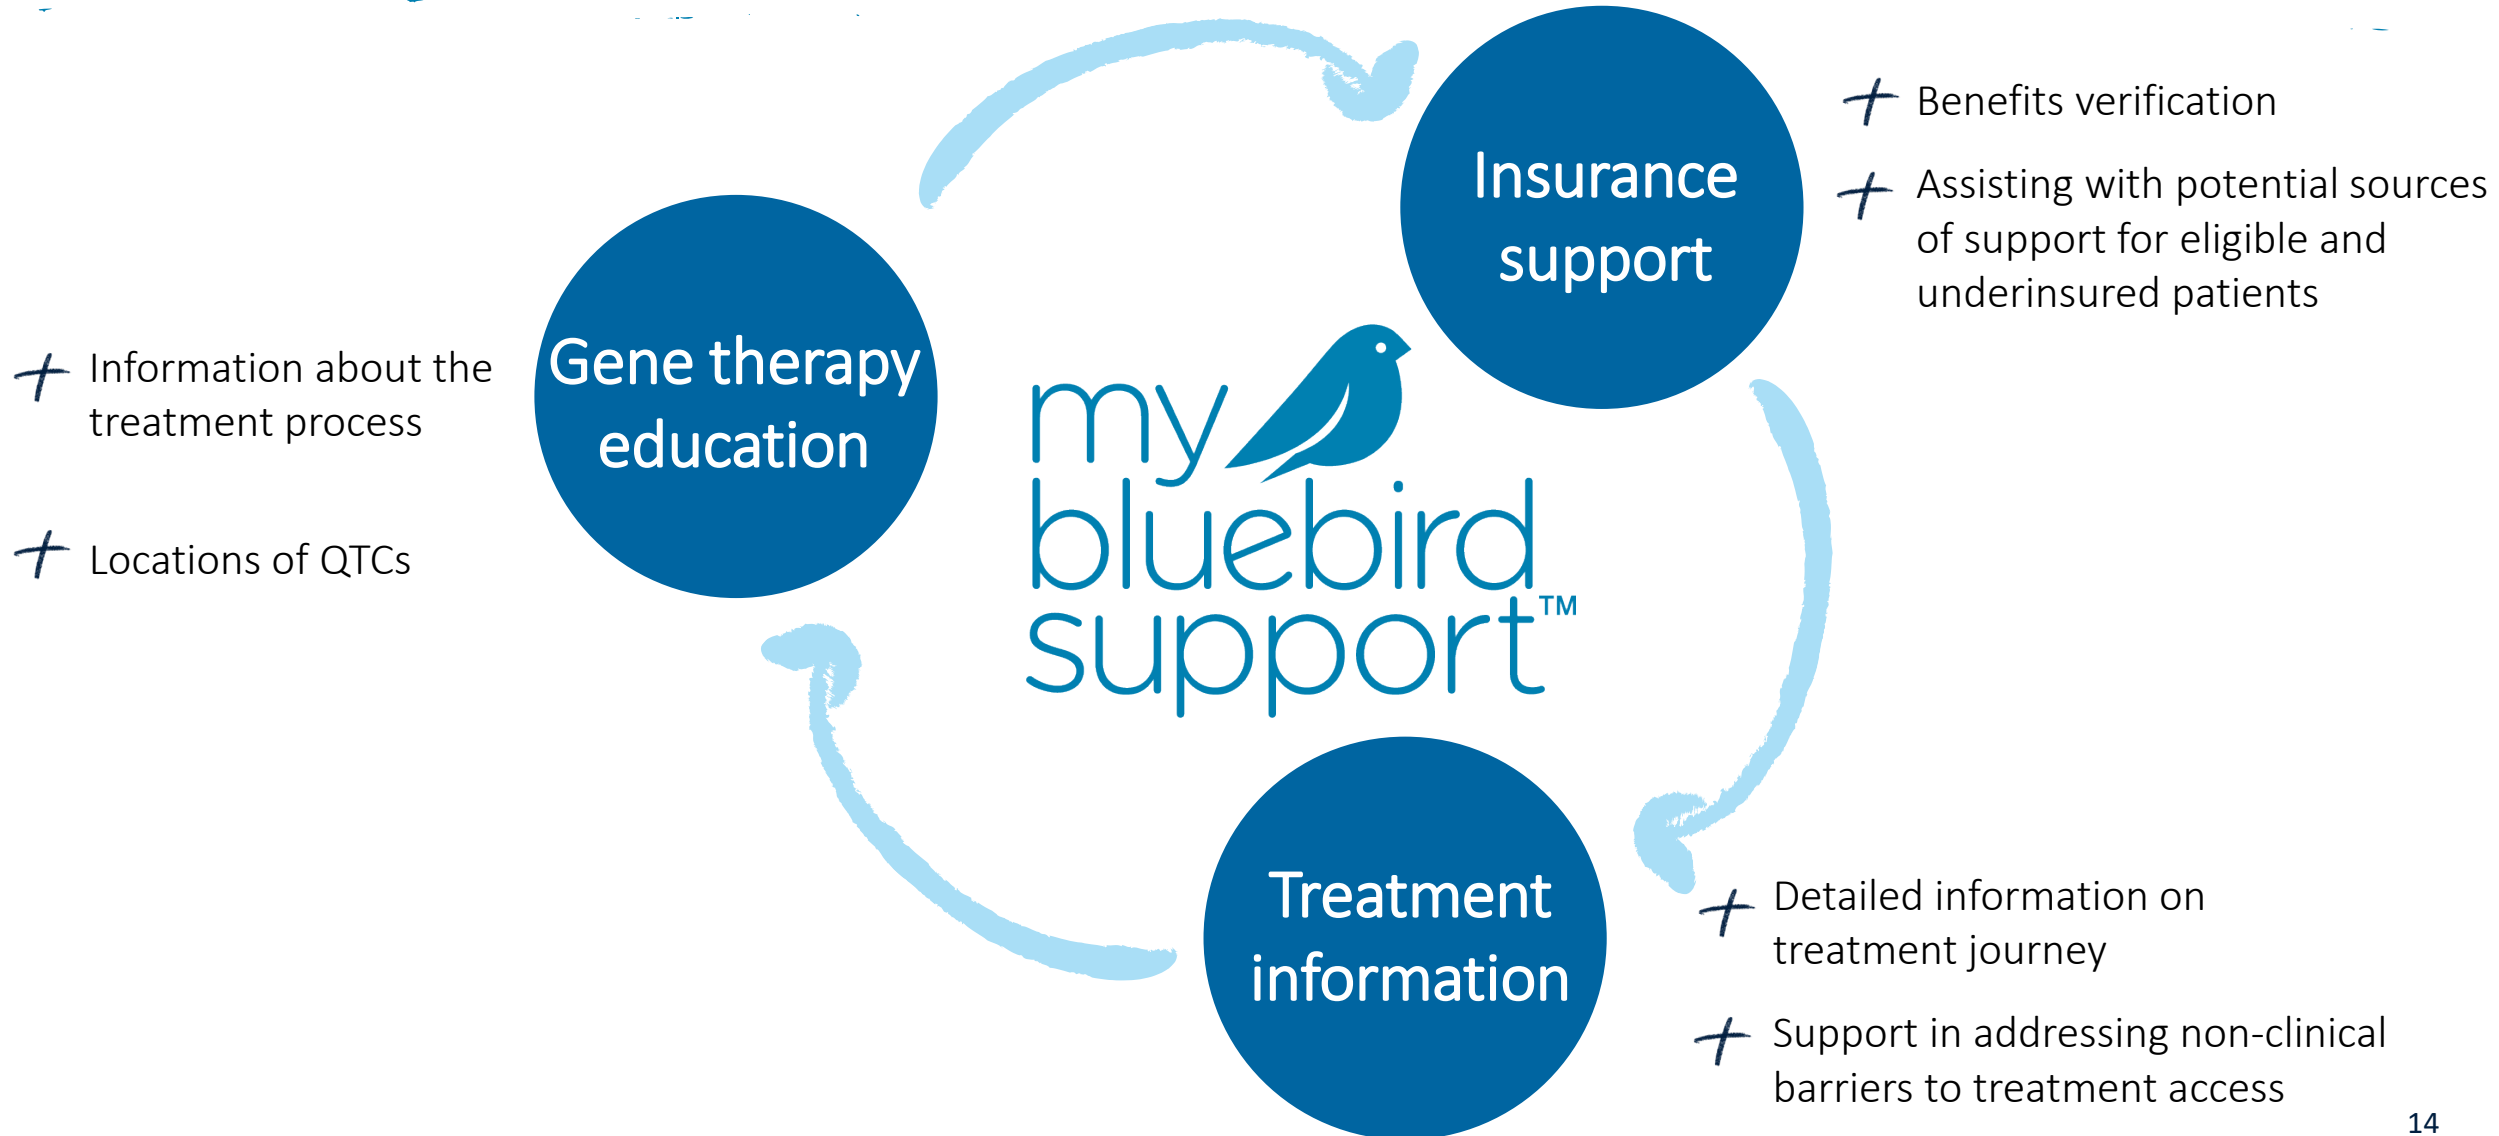 Insurance
support
Benefits verification
Assisting with potential sources
of support for eligible and
underinsured patients
Gene therapy
education
Information about the
treatment process
Locations of QTCs
my
bluebird
support™
Treatment
information
Detailed information on
treatment journey
Support in addressing non-clinical
barriers to treatment access
14